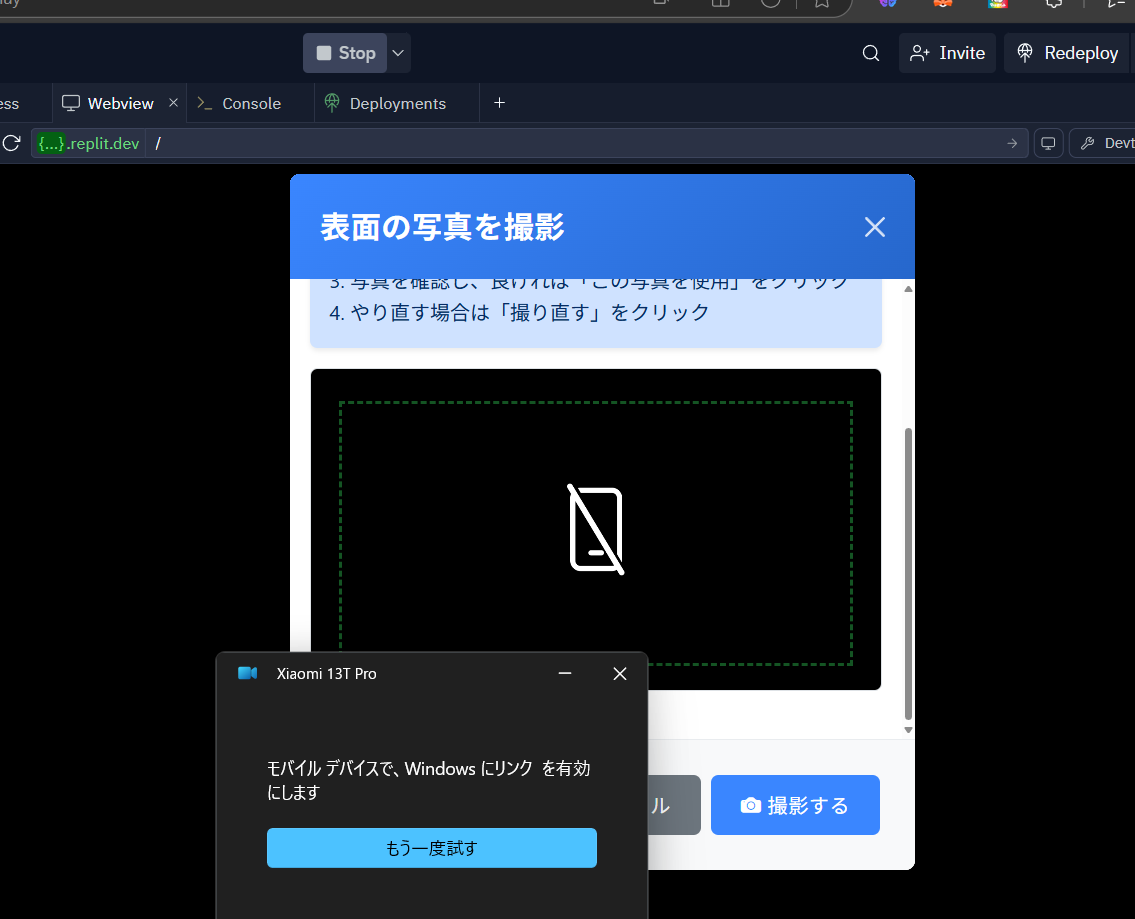 Stop
Invite
Redeploy
ess
Webview
Console
Deployments
{...}.replit.dev
/
表面の写真を撮影
3. 写真を確認し、良ければ「この写真を使用」をクリック
4. やり直す場合は「撮り直す」をクリック
Xiaomi 13T Pro
モバイル デバイスで、Windows にリンク を有効
にします
もう一度試す
ル
撮影する